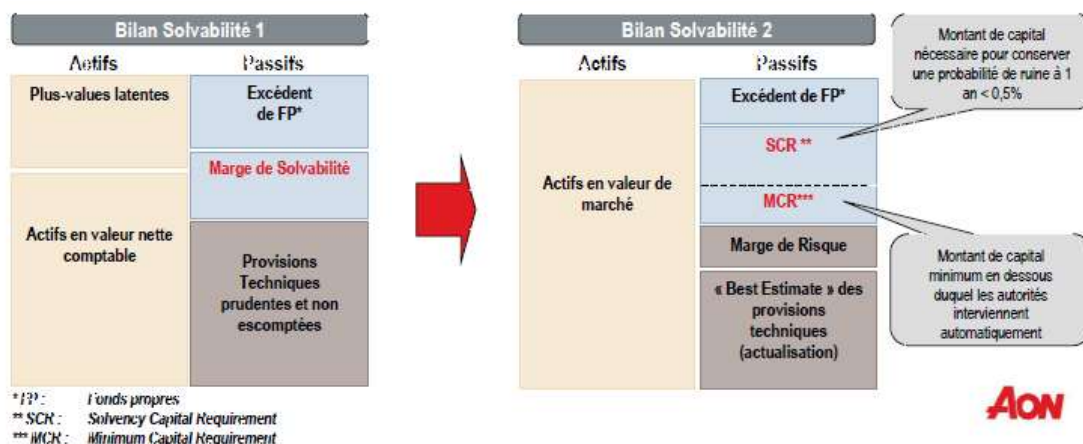 Bilan Solvabilité 1
Actifs
Passifs
Plus-values latentes
Excédent
de FP*
Marge de Solvabilité
Actifs en valeur nette
comptable
Provisions
Techniques
prudentes et non
escomptées
* FP : Fonds propres
** SCR : Solvency Capital Requirement
*** MCR : Minimum Capital Requirement
Bilan Solvabilité 2
Actifs
Passifs
Excédent de FP*
SCR **
Actifs en valeur de
marché
MCR***
Marge de Risque
« Best Estimate » des
provisions
techniques
(actualisation)
Montant de capital
nécessaire pour conserver
une probabilité de ruine à 1
an < 0,5%
Montant de capital
minimum en dessous
duquel les autorités
interviennent
automatiquement
AON